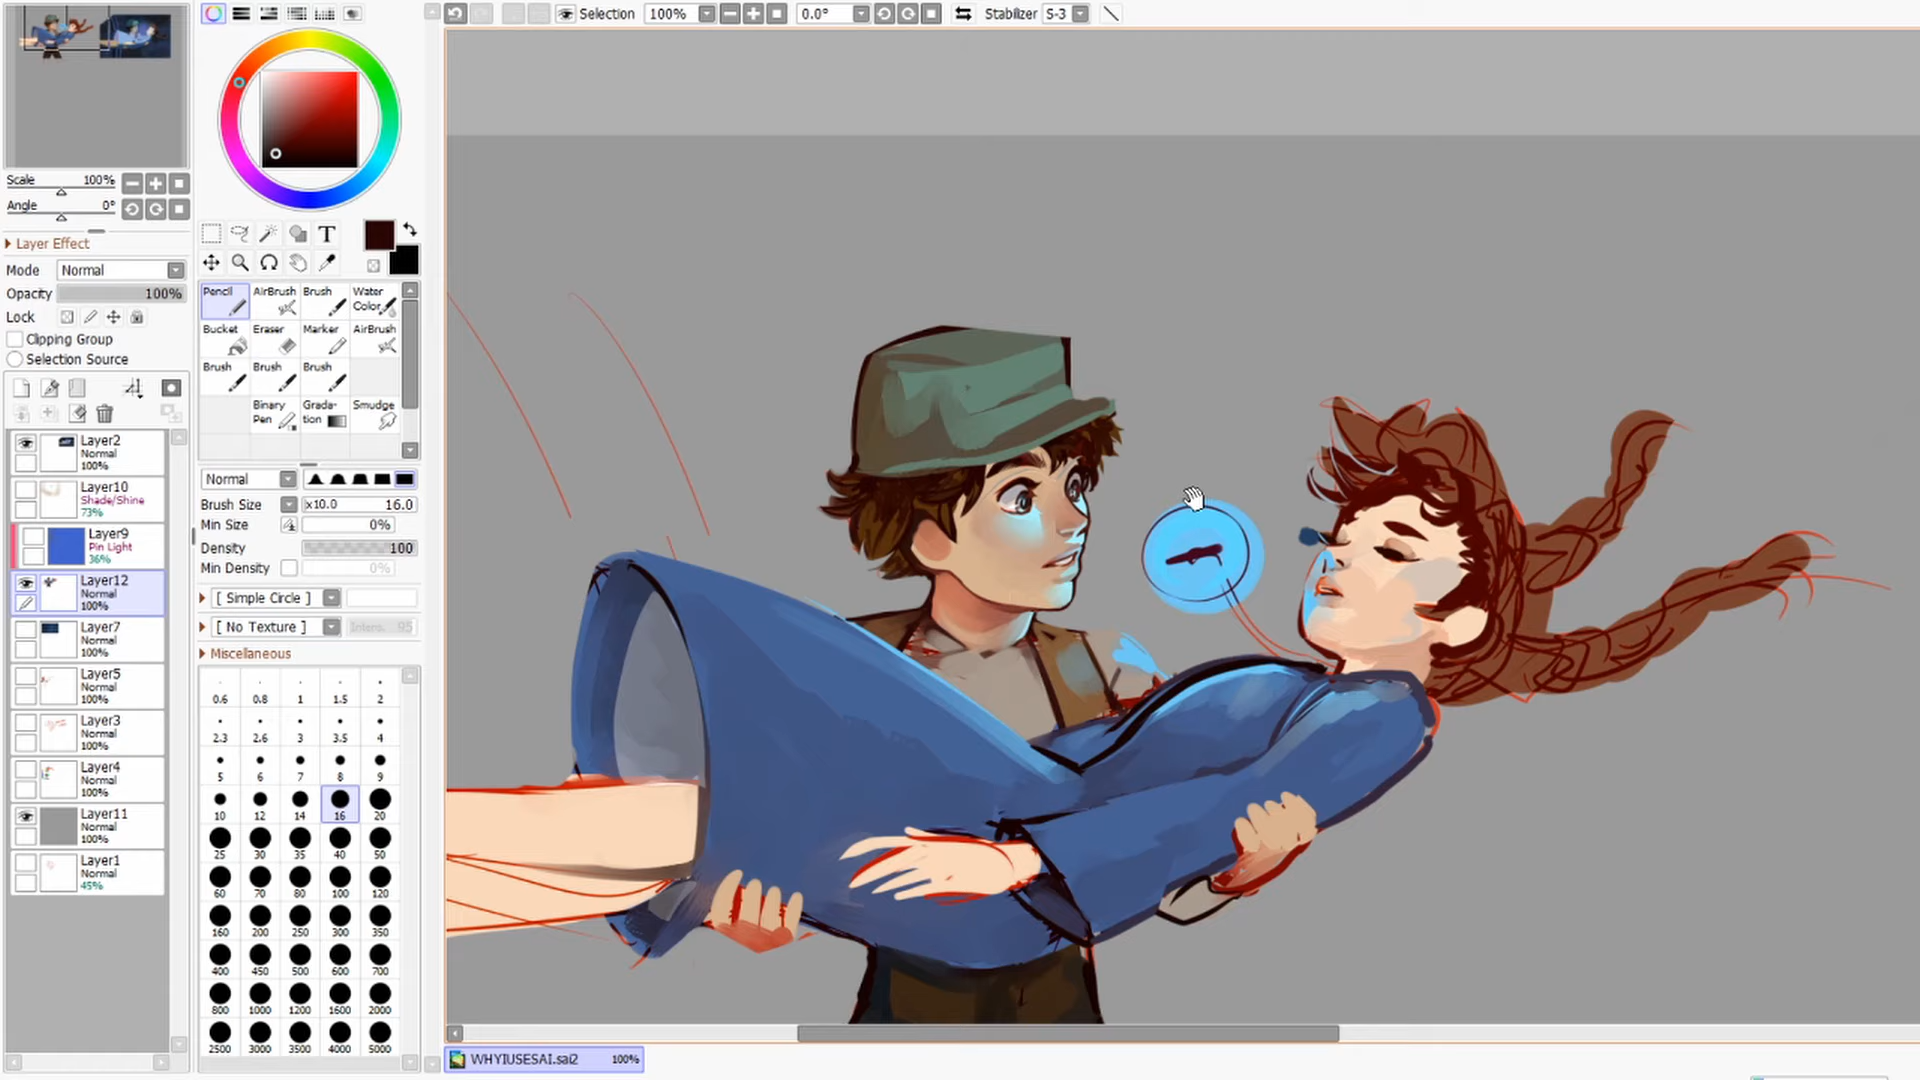 Selection 100% 0.0° Stabilizer S-3
Scale 100%
Angle 0°
Layer Effect
Mode Normal
Opacity 100%
Lock
Clipping Group
Selection Source
Layer2
Normal
100%
Layer10
Shade/Shine
73%
Layer9
Pin Light
36%
Layer12
Normal
100%
Layer7
Normal
100%
Layer5
Normal
100%
Layer3
Normal
100%
Layer4
Normal
100%
Layer11
Normal
100%
Layer1
Normal
45%
T
Pencil AirBrush Brush Water
Color
Bucket Eraser Marker AirBrush
Brush Brush Brush
Binary Grada- Smudge
Pen tion
Normal
Brush Size x10.0 16.0
Min Size 0%
Density 100
Min Density 0%
[ Simple Circle ]
[ No Texture ] Intens. 95
Miscellaneous
0.6 0.8 1 1.5 2
2.3 2.6 3 3.5 4
5 6 7 8 9
10 12 14 16 20
25 30 35 40 50
60 70 80 100 120
160 200 250 300 350
400 450 500 600 700
800 1000 1200 1600 2000
2500 3000 3500 4000 5000
WHYIUSESAI.sai2 100%